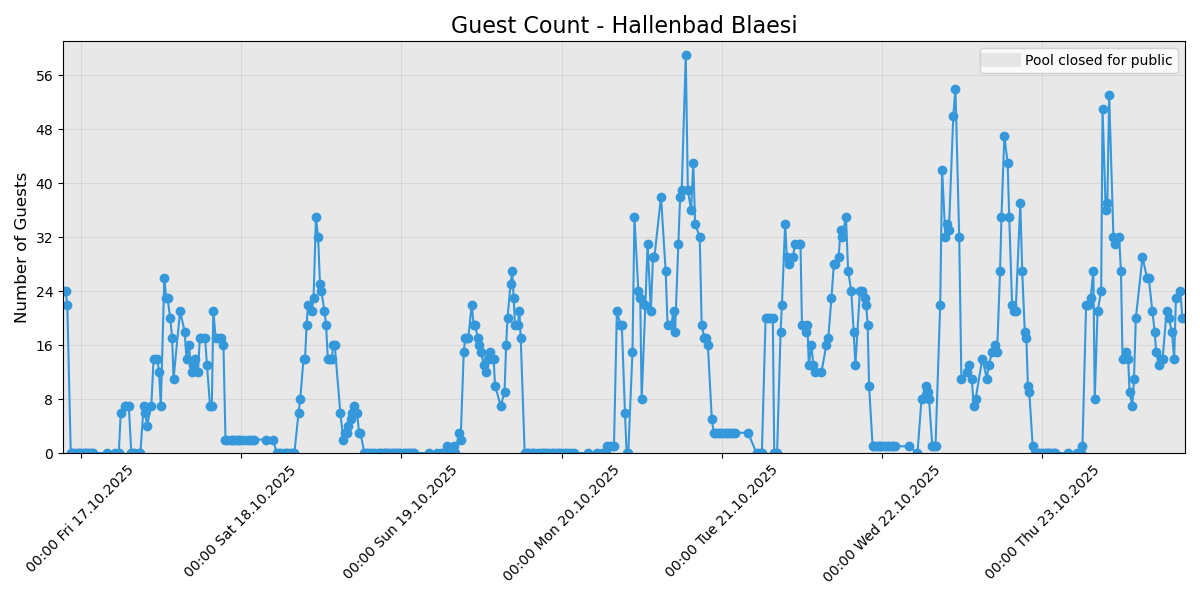 Guest Count - Hallenbad Blaesi
Pool closed for public
Number of Guests
56
48
40
32
24
16
8
0
00:00 Fri 17.10.2025
00:00 Sat 18.10.2025
00:00 Sun 19.10.2025
00:00 Mon 20.10.2025
00:00 Tue 21.10.2025
00:00 Wed 22.10.2025
00:00 Thu 23.10.2025